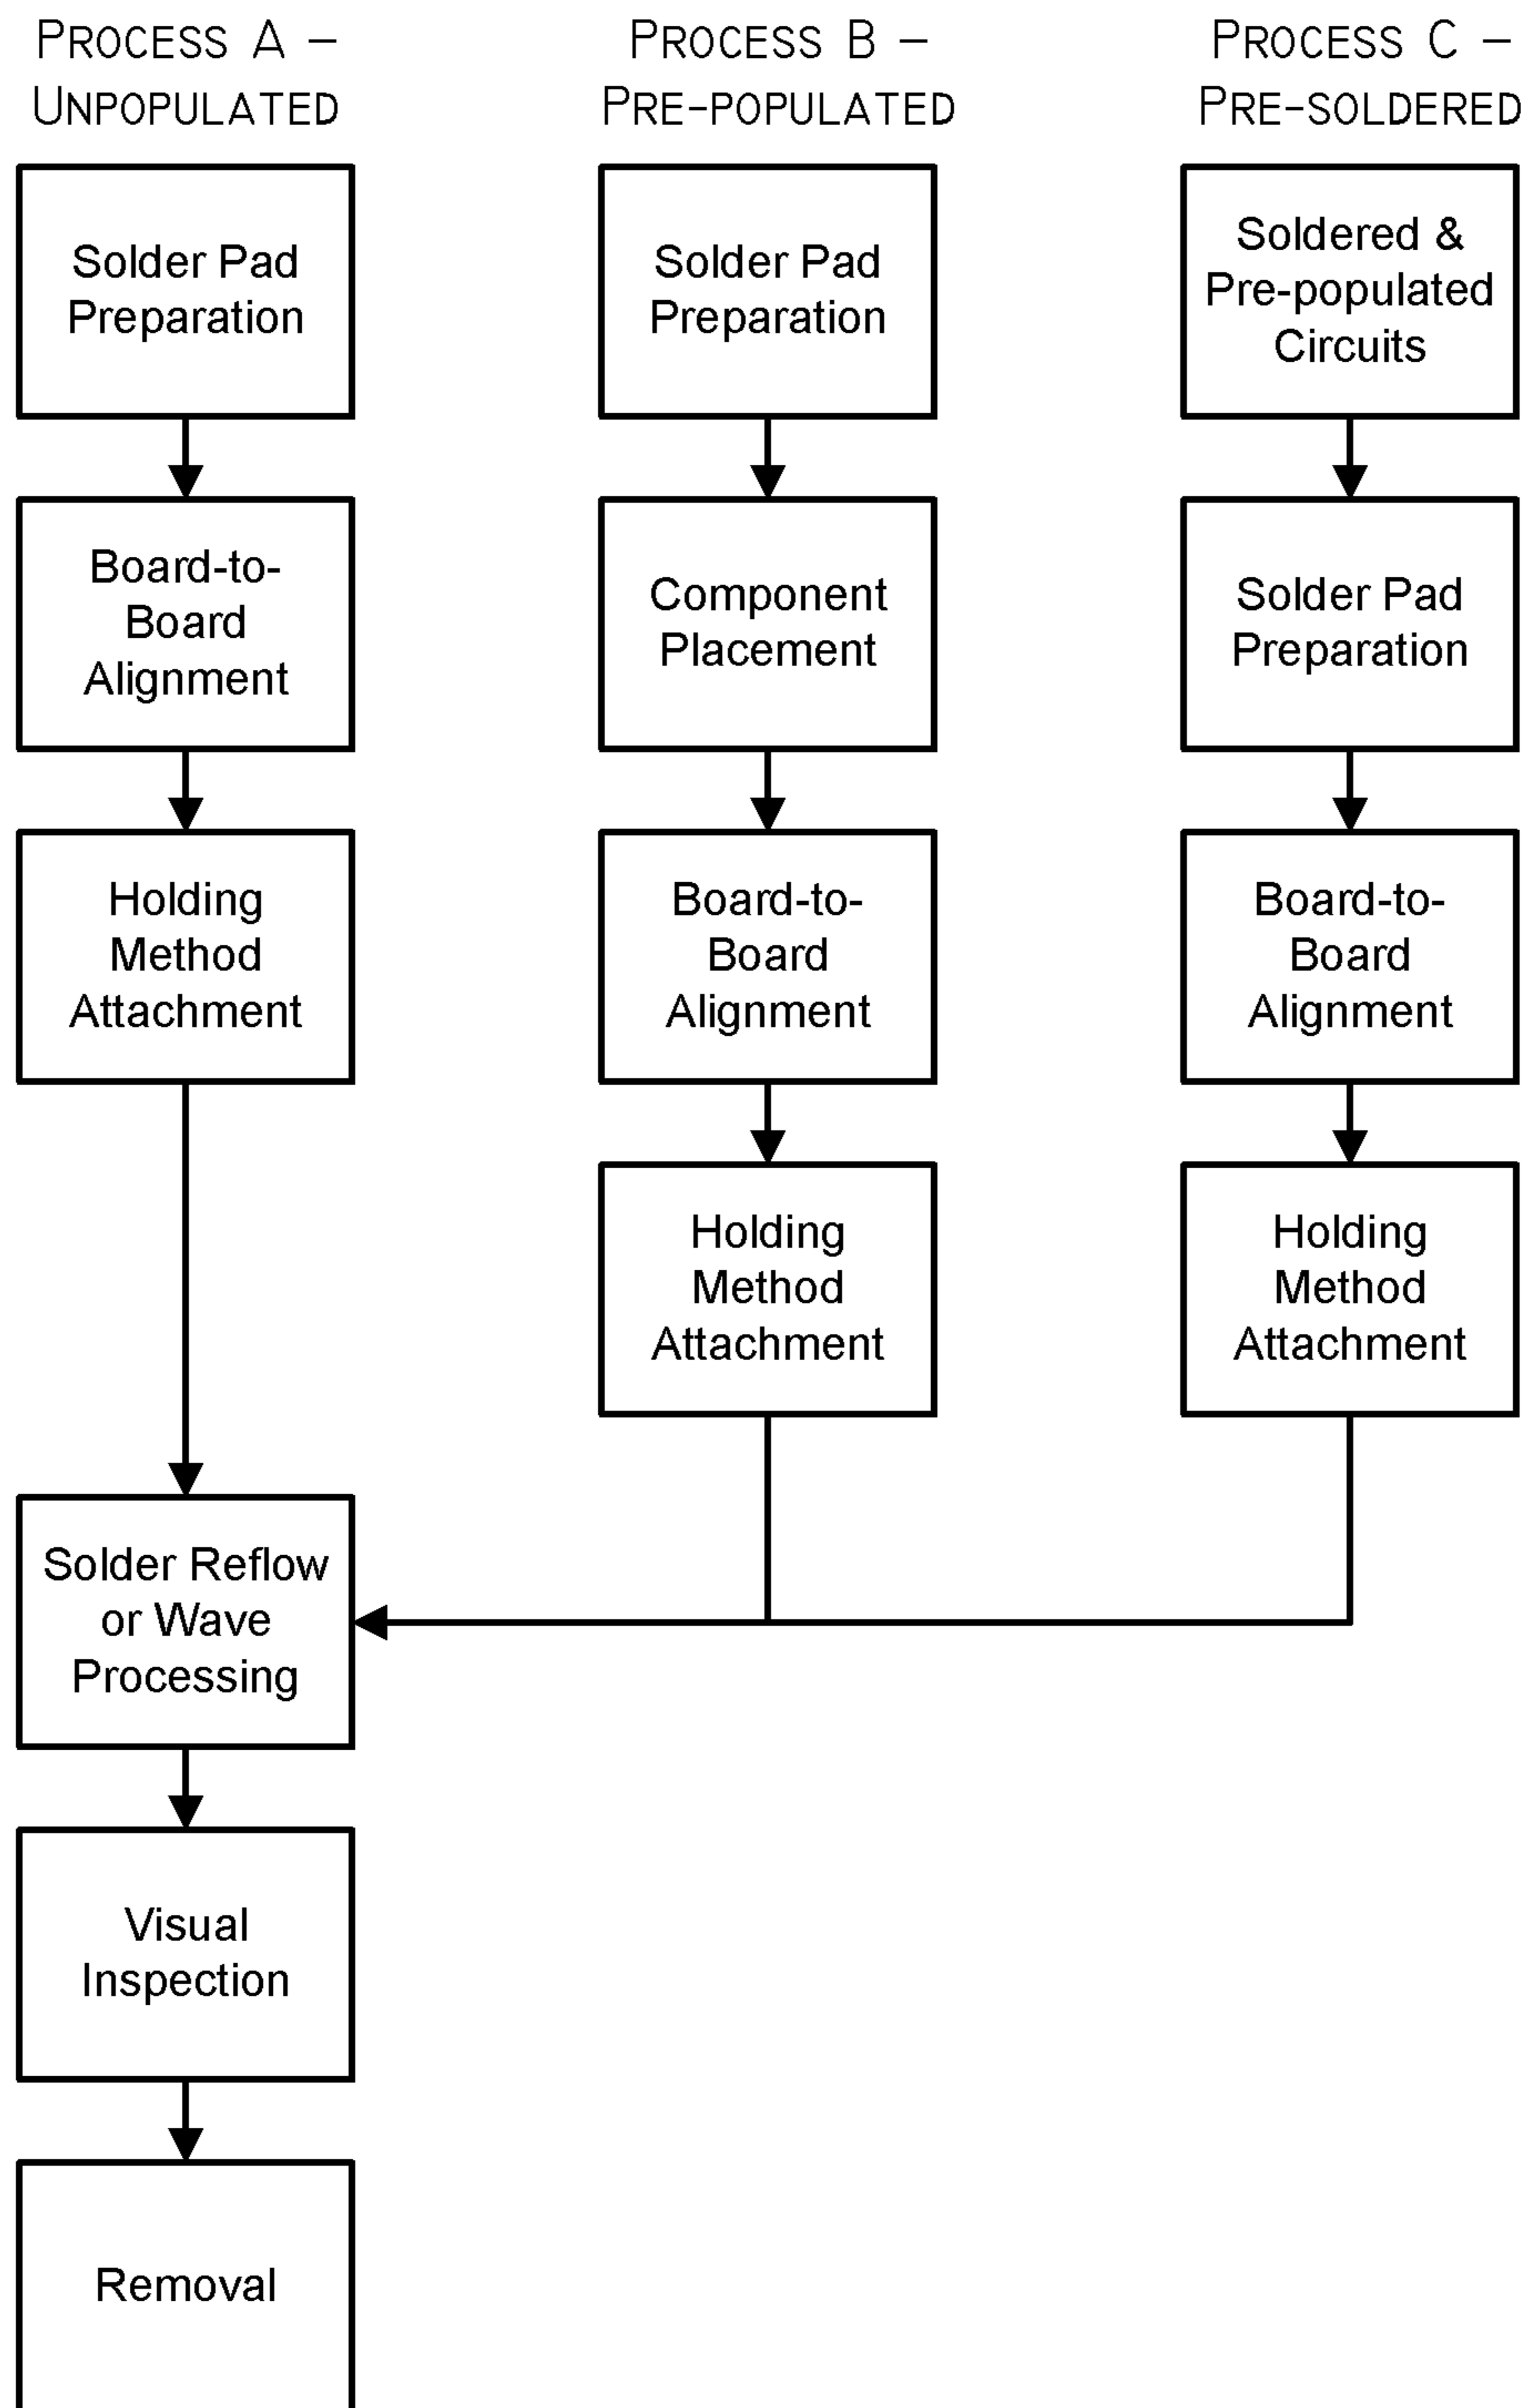 PROCESS A –
UNPOPULATED
PROCESS B –
PRE-POPULATED
PROCESS C –
PRE-SOLDERED
Solder Pad
Preparation
Solder Pad
Preparation
Soldered &
Pre-populated
Circuits
Board-to-
Board
Alignment
Component
Placement
Solder Pad
Preparation
Holding
Method
Attachment
Board-to-
Board
Alignment
Board-to-
Board
Alignment
Holding
Method
Attachment
Holding
Method
Attachment
Solder Reflow
or Wave
Processing
Visual
Inspection
Removal